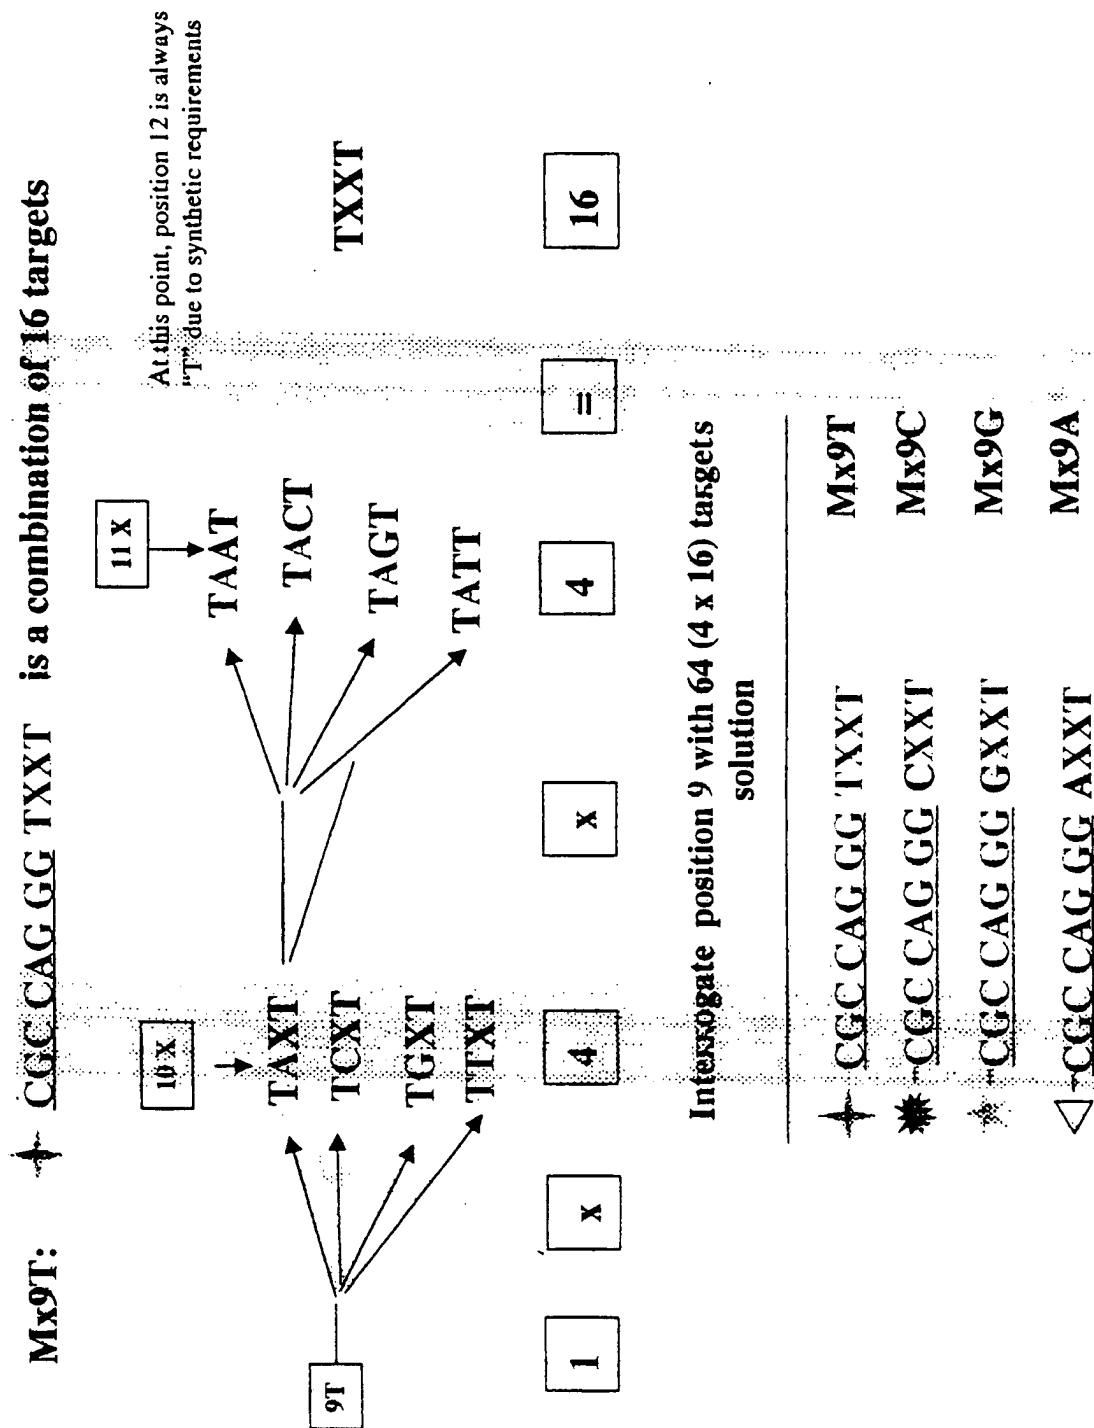 Mx9T: CGC CAG GG TXXT is a combination of 16 targets
At this point, position 12 is always
"T" due to synthetic requirements
10 X
11 X
9T
TAXT
TCXT
TGXT
TTXT
TAAT
TACT
TAGT
TATT
TXXT
1 x 4 x 4 = 16
Interrogate position 9 with 64 (4 x 16) targets
solution
CGC CAG GG TXXT Mx9T
CGC CAG GG CXXT Mx9C
CGC CAG GG GXXT Mx9G
CGC CAG GG AXXT Mx9A